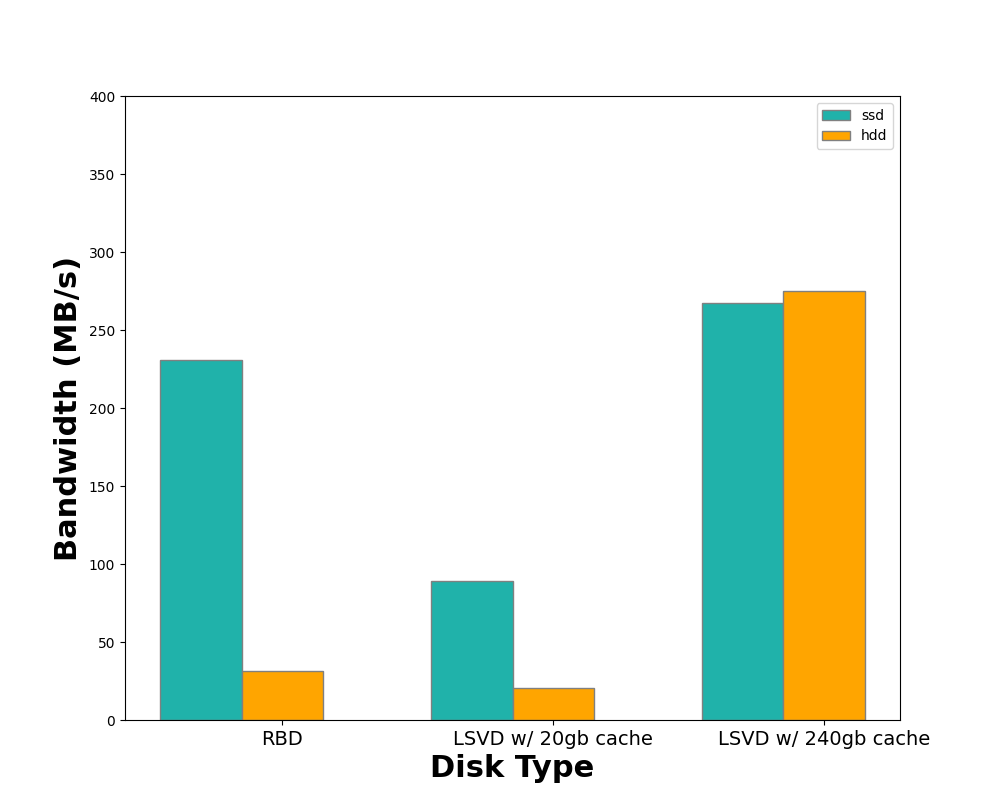 400
350
300
250
200
150
100
50
0
Bandwidth (MB/s)
ssd
hdd
RBD
LSVD w/ 20gb cache
LSVD w/ 240gb cache
Disk Type